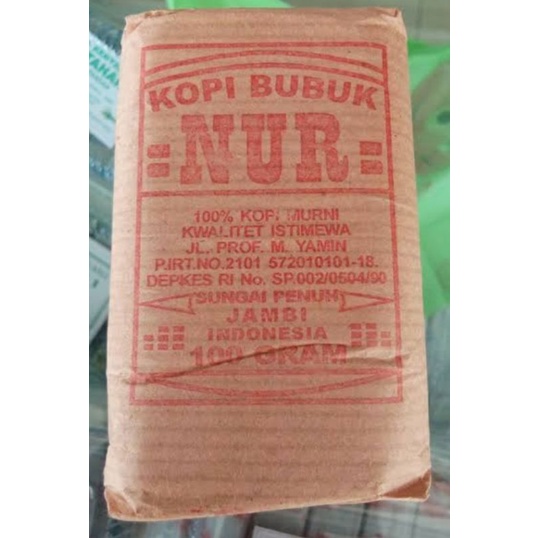 KOPI BUBUK
=NUR=
100% KOPI MURNI
KWALITET ISTIMEWA
JL. PROF. M. YAMIN
P.IRT.NO.2101 572010101-18.
DEPKES RI No. SP.002/0504/90
SUNGAI PENUH
JAMBI
INDONESIA
100 GRAM